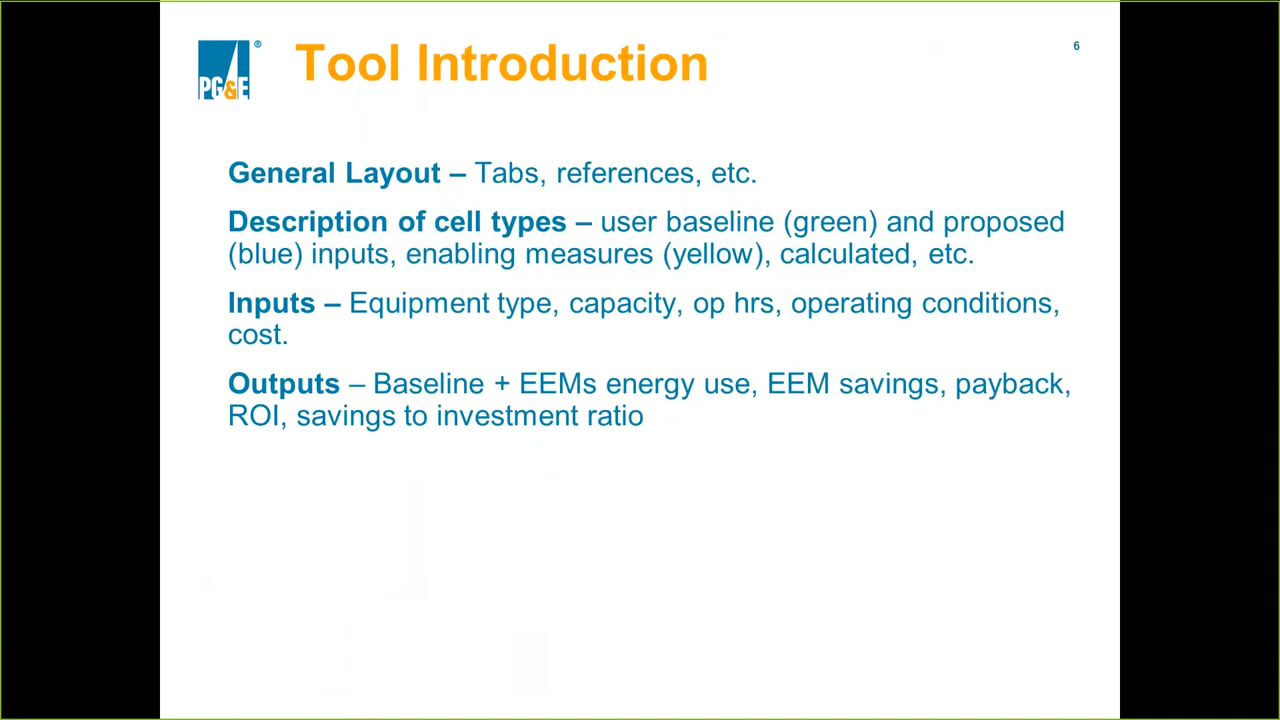 Tool Introduction
6
PG&E®
General Layout – Tabs, references, etc.
Description of cell types – user baseline (green) and proposed
(blue) inputs, enabling measures (yellow), calculated, etc.
Inputs – Equipment type, capacity, op hrs, operating conditions,
cost.
Outputs – Baseline + EEMs energy use, EEM savings, payback,
ROI, savings to investment ratio